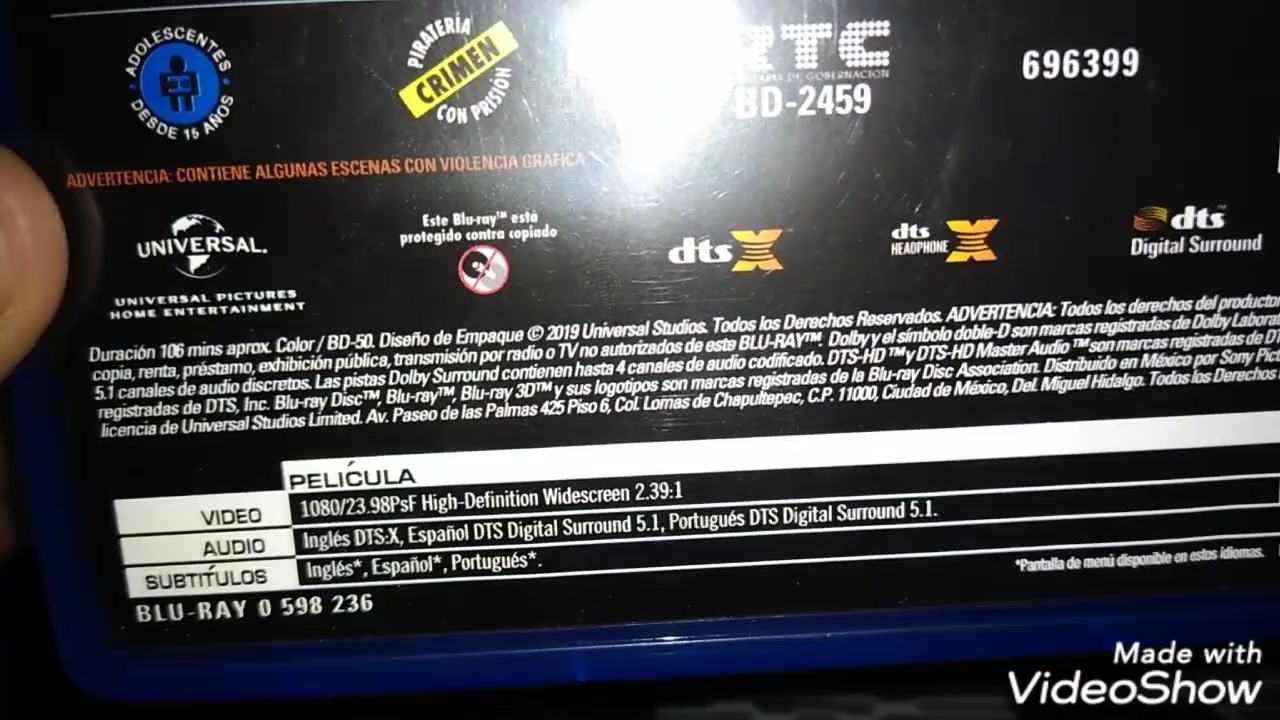 ADOLESCENTES
DESDE 15 AÑOS
PIRATERÍA
CRIMEN
CON PRISIÓN
RTC
DE GOBERNACION
BD-2459
696399
ADVERTENCIA: CONTIENE ALGUNAS ESCENAS CON VIOLENCIA GRAFICA
UNIVERSAL.
UNIVERSAL PICTURES
HOME ENTERTAINMENT
Este Blu-ray™ está
protegido contra copiado
dts X
dts
HEADPHONE X
dts
Digital Surround
Duración 106 mins aprox. Color / BD-50. Diseño de Empaque © 2019 Universal Studios. Todos los Derechos Reservados. ADVERTENCIA: Todos los derechos del productor
copia, renta, préstamo, exhibición pública, transmisión por radio o TV no autorizados de este BLU-RAY™. Dolby y el símbolo doble-D son marcas registradas de Dolby
5.1 canales de audio discretos. Las pistas Dolby Surround contienen hasta 4 canales de audio codificado. DTS-HD™ y DTS-HD Master Audio™ son marcas registradas de
registradas de DTS, Inc. Blu-ray Disc™, Blu-ray™, Blu-ray 3D™ y sus logotipos son marcas registradas de la Blu-ray Disc Association. Distribuido en México por Sony
licencia de Universal Studios Limited. Av. Paseo de las Palmas 425 Piso 6, Col. Lomas de Chapultepec, C.P. 11000, Ciudad de México, Del. Miguel Hidalgo. Todos los Derechos
PELÍCULA
VIDEO 1080/23.98PsF High-Definition Widescreen 2.39:1
AUDIO Inglés DTS:X, Español DTS Digital Surround 5.1, Portugués DTS Digital Surround 5.1.
SUBTÍTULOS Inglés*, Español*, Portugués*.
*Pantalla de menú disponible en estos idiomas.
BLU-RAY 0 598 236
Made with
VideoShow